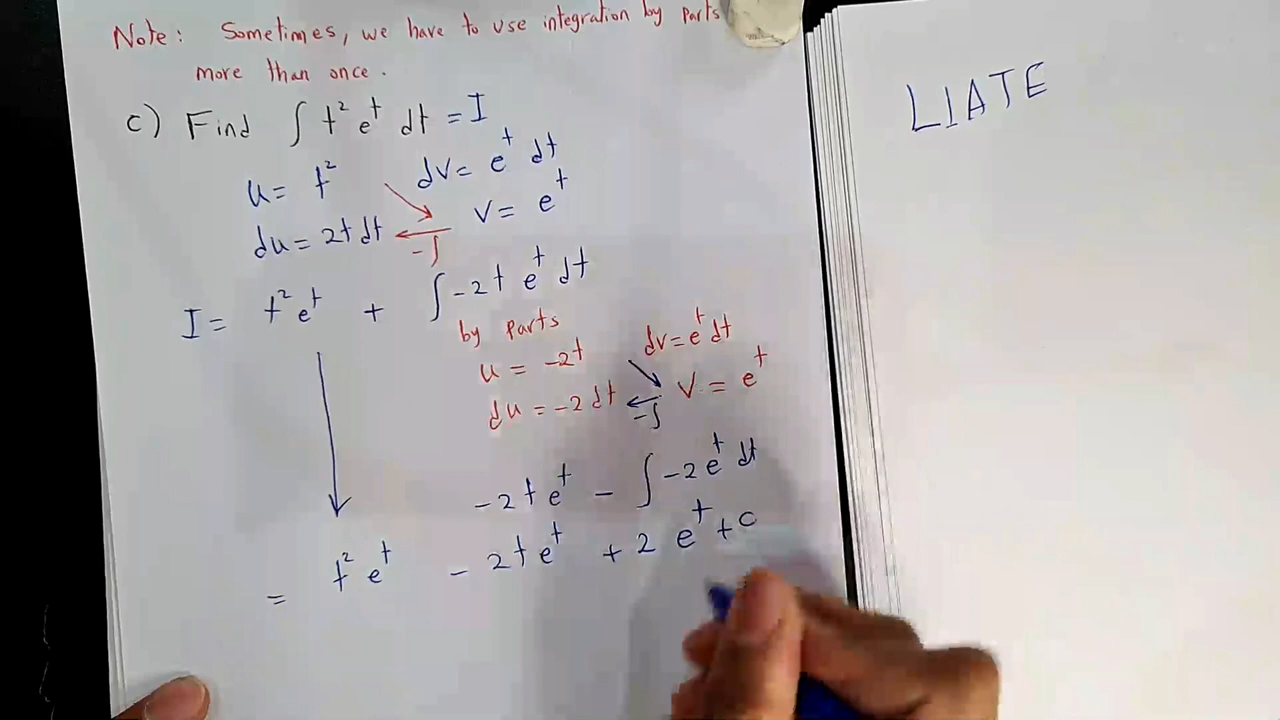 Note: Sometimes, we have to use integration by parts
more than once.
LIATE
c) Find ∫ t² e^t dt = I
u = t² dv = e^t dt
du = 2t dt v = e^t
-∫
I = t² e^t + ∫ -2t e^t dt
by parts
u = -2t dv = e^t dt
du = -2 dt v = e^t
-∫
-2t e^t - ∫ -2 e^t dt
= t² e^t - 2t e^t + 2 e^t + c